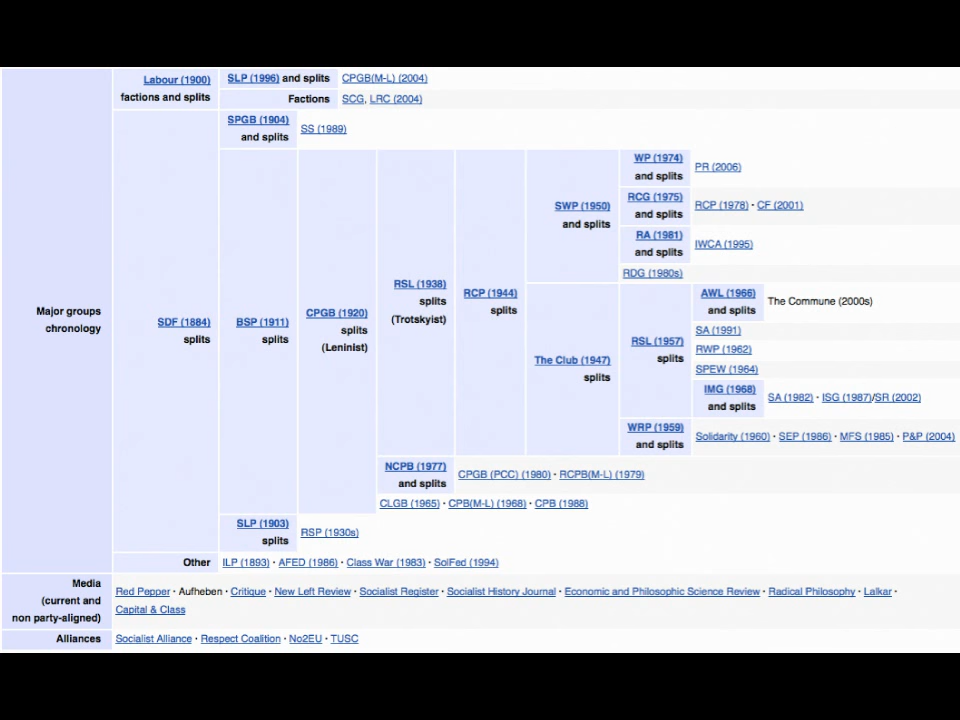 Labour (1900)
factions and splits
SLP (1996) and splits
CPGB(M-L) (2004)
Factions
SCG, LRC (2004)
SPGB (1904)
and splits
SS (1989)
WP (1974)
and splits
PR (2006)
SWP (1950)
and splits
RCG (1975)
and splits
RCP (1978) · CF (2001)
RA (1981)
and splits
IWCA (1995)
RDG (1980s)
Major groups
chronology
SDF (1884)
splits
BSP (1911)
splits
CPGB (1920)
splits
(Leninist)
RSL (1938)
splits
(Trotskyist)
RCP (1944)
splits
The Club (1947)
splits
RSL (1957)
splits
AWL (1966)
and splits
The Commune (2000s)
SA (1991)
RWP (1962)
SPEW (1964)
IMG (1968)
and splits
SA (1982) · ISG (1987)/SR (2002)
WRP (1959)
and splits
Solidarity (1960) · SEP (1986) · MFS (1985) · P&P (2004)
NCPB (1977)
and splits
CPGB (PCC) (1980) · RCPB(M-L) (1979)
CLGB (1965) · CPB(M-L) (1968) · CPB (1988)
SLP (1903)
splits
RSP (1930s)
Other
ILP (1893) · AFED (1986) · Class War (1983) · SolFed (1994)
Media
(current and
non party-aligned)
Red Pepper · Aufheben · Critique · New Left Review · Socialist Register · Socialist History Journal · Economic and Philosophic Science Review · Radical Philosophy · Lalkar ·
Capital & Class
Alliances
Socialist Alliance · Respect Coalition · No2EU · TUSC